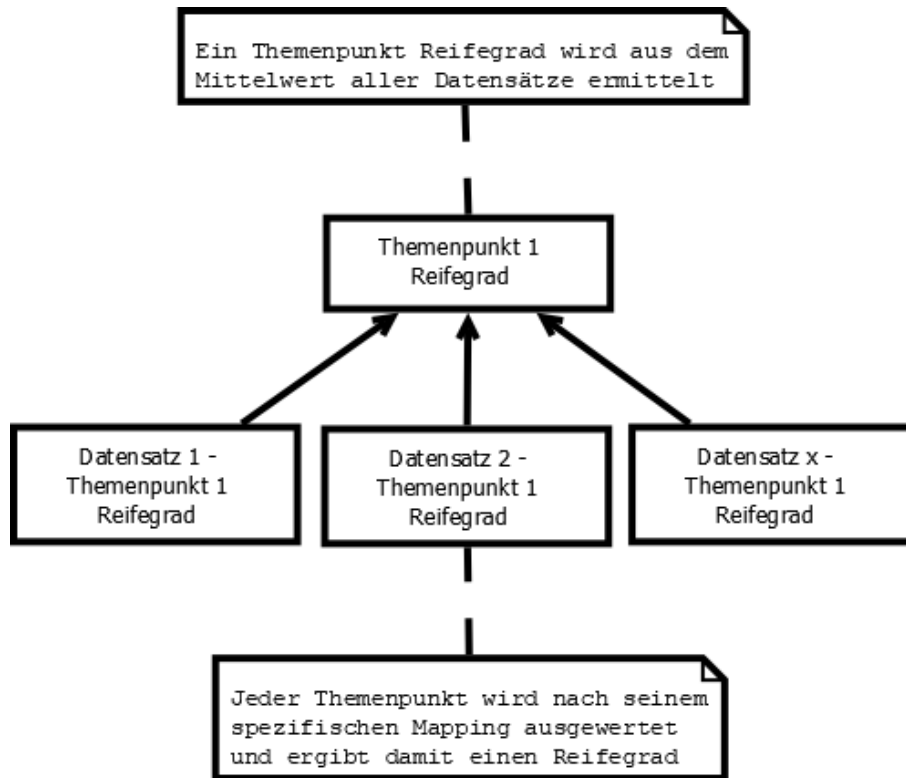 Ein Themenpunkt Reifegrad wird aus dem
Mittelwert aller Datensätze ermittelt
Themenpunkt 1
Reifegrad
Datensatz 1 -
Themenpunkt 1
Reifegrad
Datensatz 2 -
Themenpunkt 1
Reifegrad
Datensatz x -
Themenpunkt 1
Reifegrad
Jeder Themenpunkt wird nach seinem
spezifischen Mapping ausgewertet
und ergibt damit einen Reifegrad